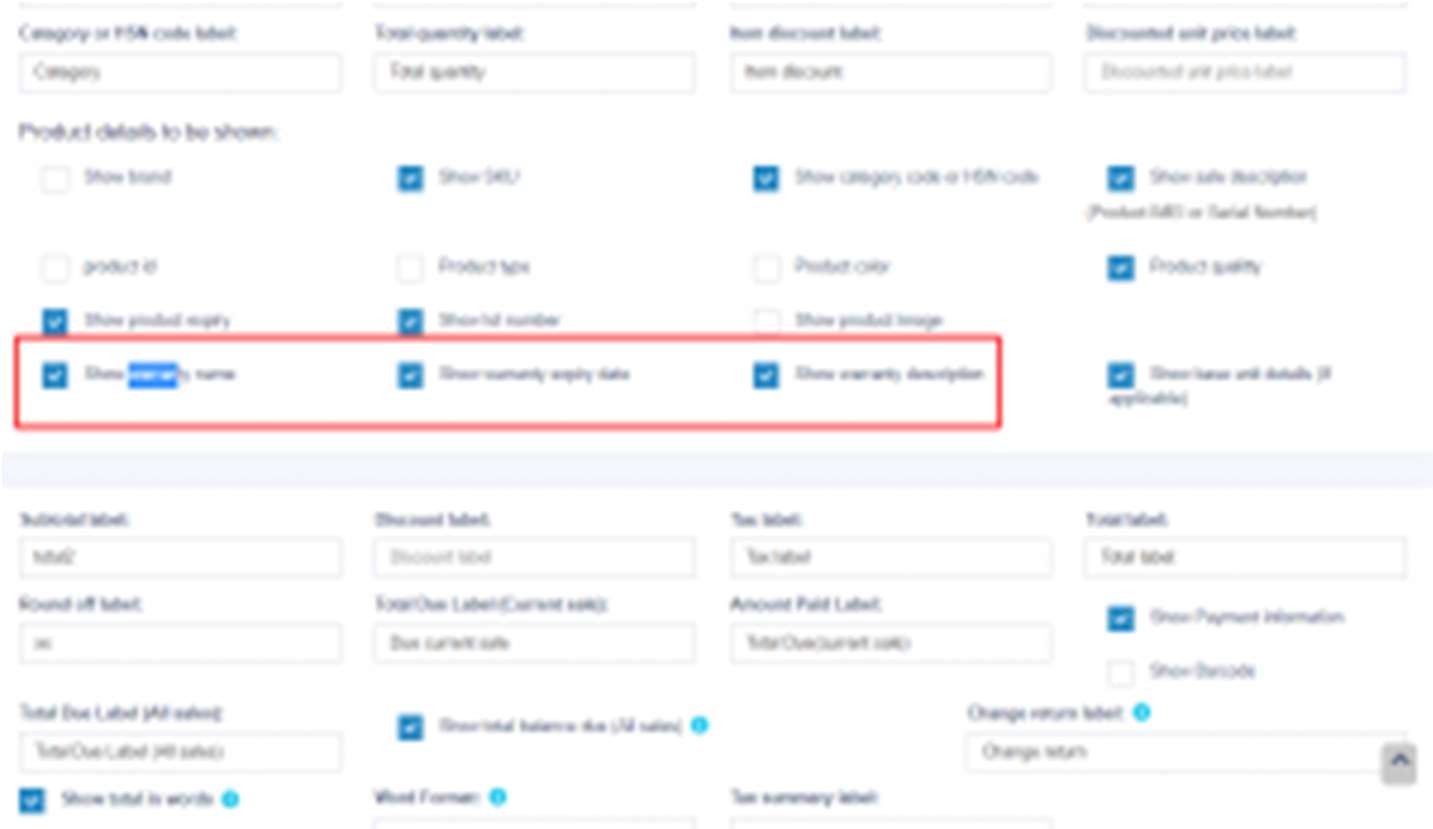 Category or HSN code label:
Total quantity label:
Item discount label:
Discounted unit price label:
Category
Total quantity
Item discount
Discounted unit price label
Product details to be shown:
Show brand
Show SKU
Show category code or HSN code
Show sale description
(Product IMEI or Serial Number)
product id
Product type
Product color
Product quality
Show product expiry
Show lot number
Show product image
Show warranty name
Show warranty expiry date
Show warranty description
Show base unit details (if
applicable)
Subtotal label:
Discount label:
Tax label:
Total label:
Discount label
Tax label
Total label
Round off label:
Total Due Label (Current sale):
Amount Paid Label:
Show Payment information
Due current sale
Total Due(current sale)
Show Barcode
Total Due Label (All sales):
Show total balance due (All sales)
Change return label:
Total Due Label (All sales)
Change return
Show total in words
Word Format:
Tax summary label: